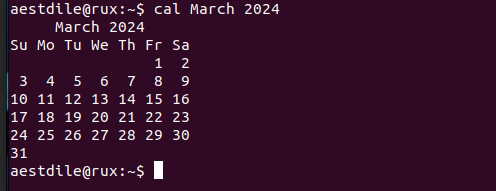 aestdile@rux:~$ cal March 2024
     March 2024
Su Mo Tu We Th Fr Sa
                1  2
 3  4  5  6  7  8  9
10 11 12 13 14 15 16
17 18 19 20 21 22 23
24 25 26 27 28 29 30
31
aestdile@rux:~$